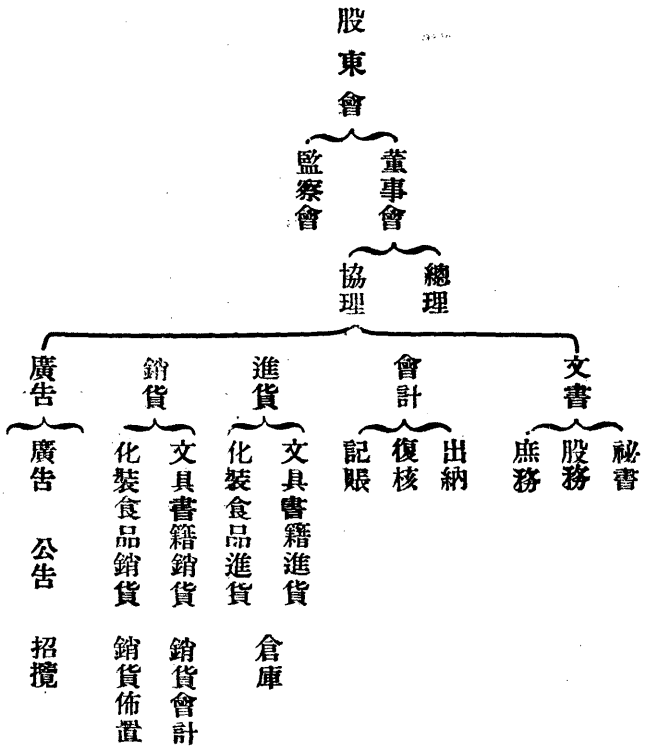 股東會
董事會
監察會
總理
協理
文書
會計
進貨
銷貨
廣告
祕書
股務
庶務
出納
復核
記賬
文具書籍進貨
化裝食品進貨
倉庫
文具書籍銷貨
化裝食品銷貨
銷貨會計
銷貨佈置
廣告
公告
招攬